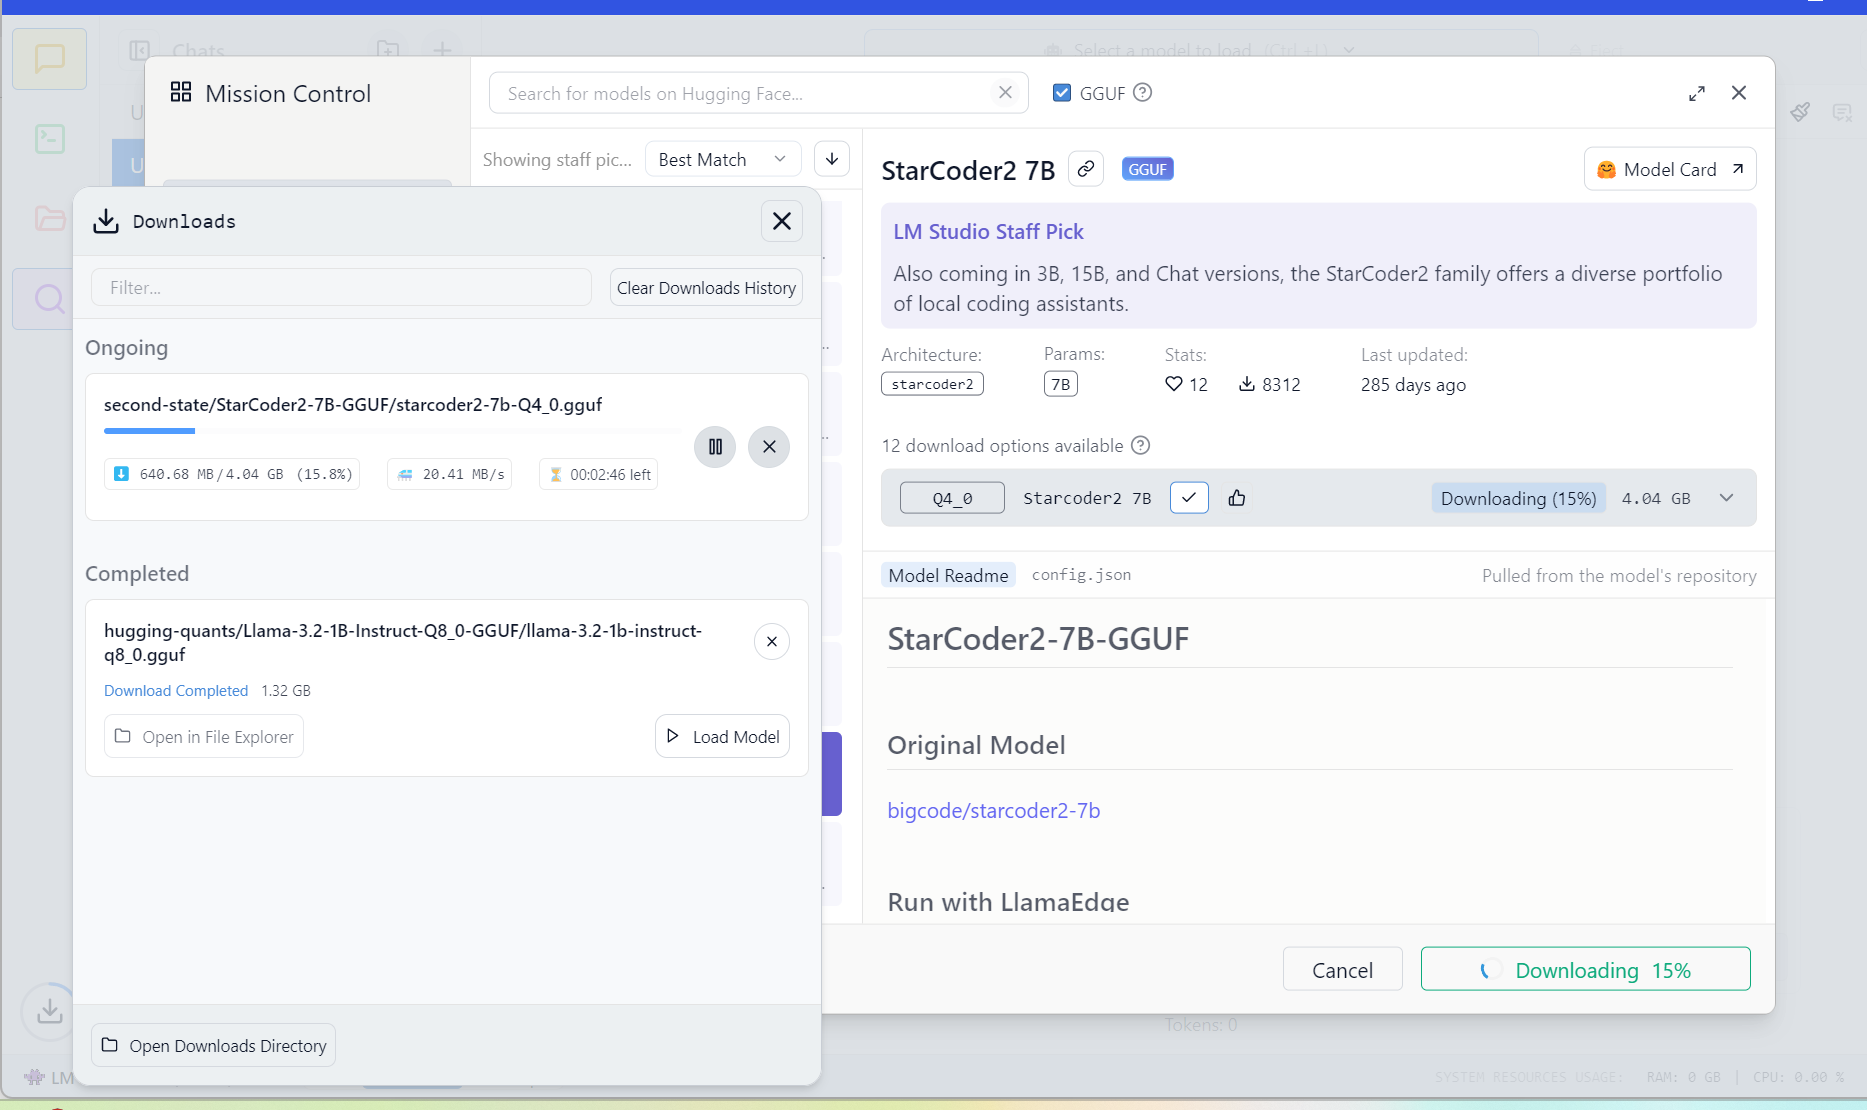 Chats
Select a model to load (Ctrl + L)
Eject
Mission Control
Search for models on Hugging Face...
GGUF
U
U
Showing staff pic...
Best Match
StarCoder2 7B
GGUF
Model Card
LM Studio Staff Pick
Also coming in 3B, 15B, and Chat versions, the StarCoder2 family offers a diverse portfolio
of local coding assistants.
Architecture:
Params:
Stats:
Last updated:
starcoder2
7B
12
8312
285 days ago
12 download options available
Q4_0
Starcoder2 7B
Downloading (15%)
4.04 GB
Model Readme
config.json
Pulled from the model's repository
StarCoder2-7B-GGUF
Original Model
bigcode/starcoder2-7b
Run with LlamaEdge
Cancel
Downloading 15%
Downloads
Filter...
Clear Downloads History
Ongoing
second-state/StarCoder2-7B-GGUF/starcoder2-7b-Q4_0.gguf
640.68 MB/4.04 GB (15.8%)
20.41 MB/s
00:02:46 left
Completed
hugging-quants/Llama-3.2-1B-Instruct-Q8_0-GGUF/llama-3.2-1b-instruct-
q8_0.gguf
Download Completed
1.32 GB
Open in File Explorer
Load Model
Open Downloads Directory
Tokens: 0
LM
SYSTEM RESOURCES USAGE:
RAM: 0 GB | CPU: 0.00 %